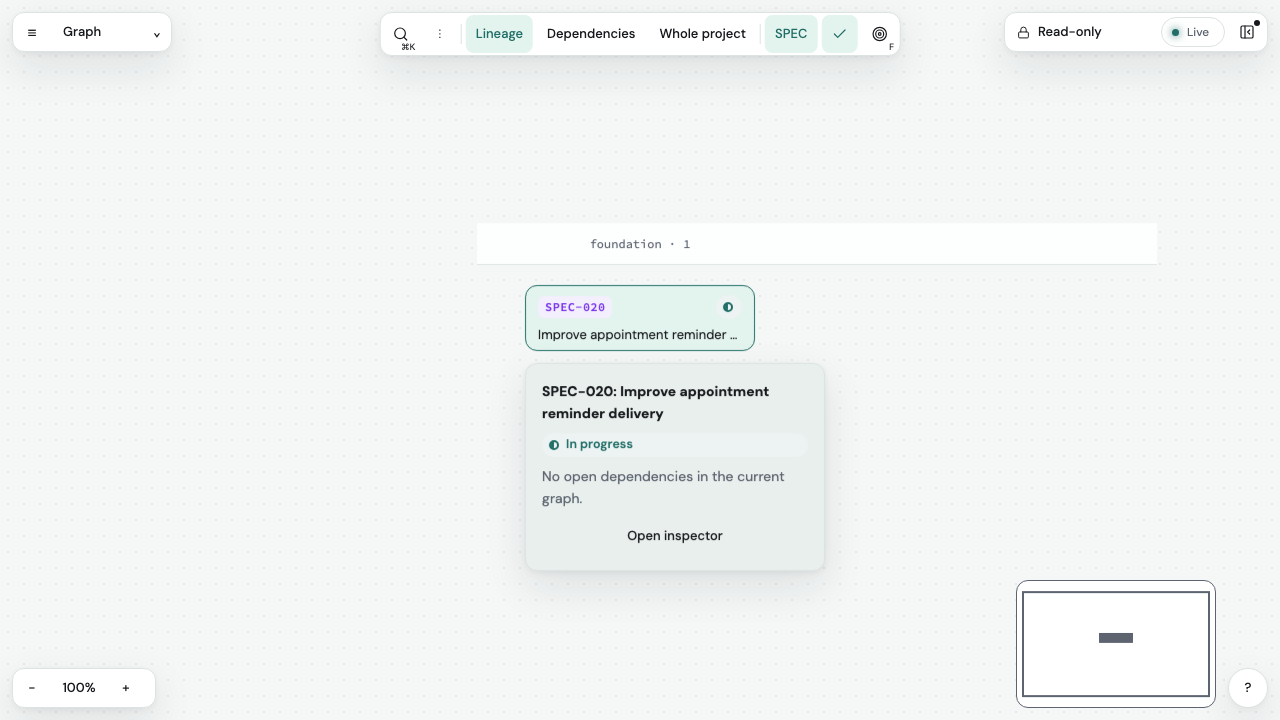 Graph
⌘K
Lineage
Dependencies
Whole project
SPEC
F
Read-only
Live
foundation · 1
SPEC-020
Improve appointment reminder …
SPEC-020: Improve appointment
reminder delivery
In progress
No open dependencies in the current
graph.
Open inspector
−
100%
+
?